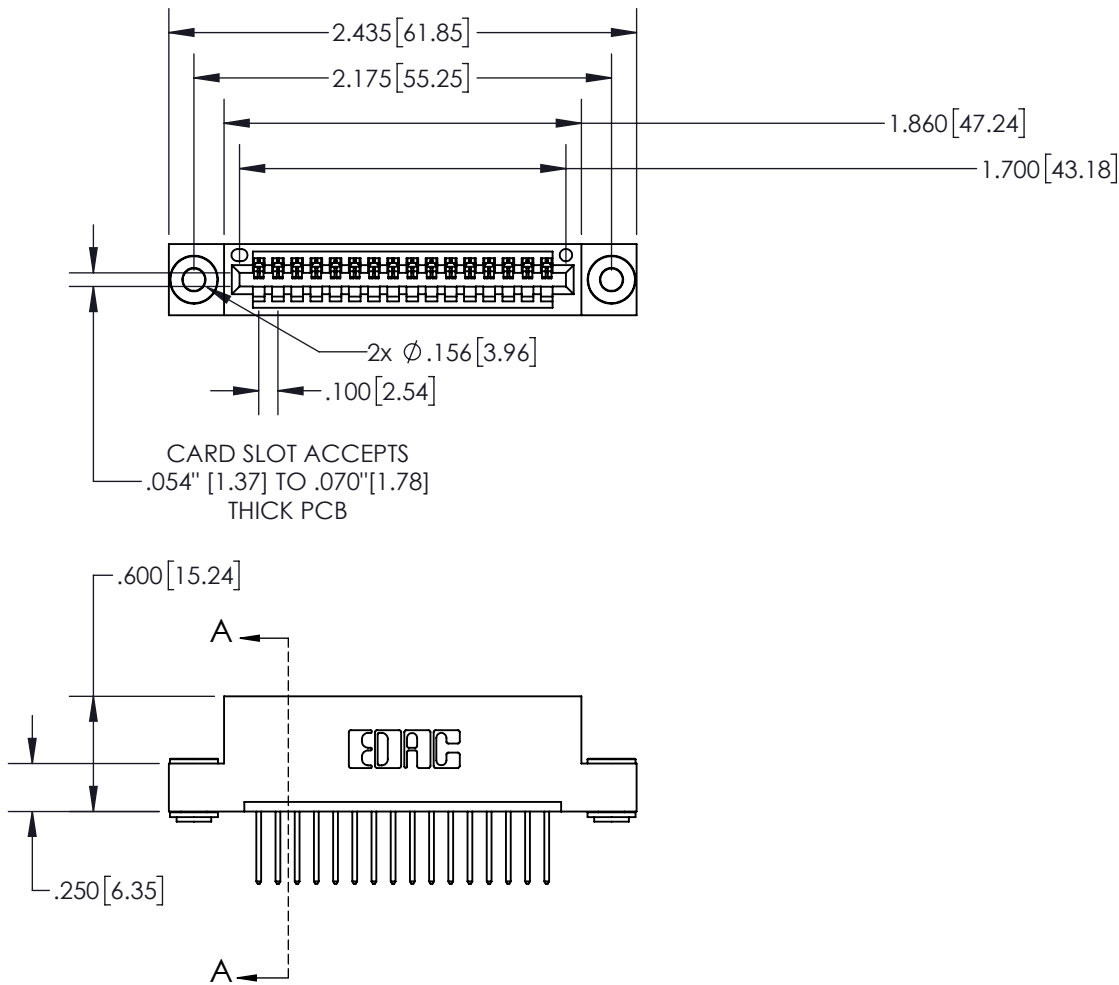 2.435[61.85]
2.175[55.25]
1.860[47.24]
1.700[43.18]
2x Ø .156[3.96]
.100[2.54]
CARD SLOT ACCEPTS
.054" [1.37] TO .070"[1.78]
THICK PCB
.600[15.24]
A
EDAC
.250[6.35]
A